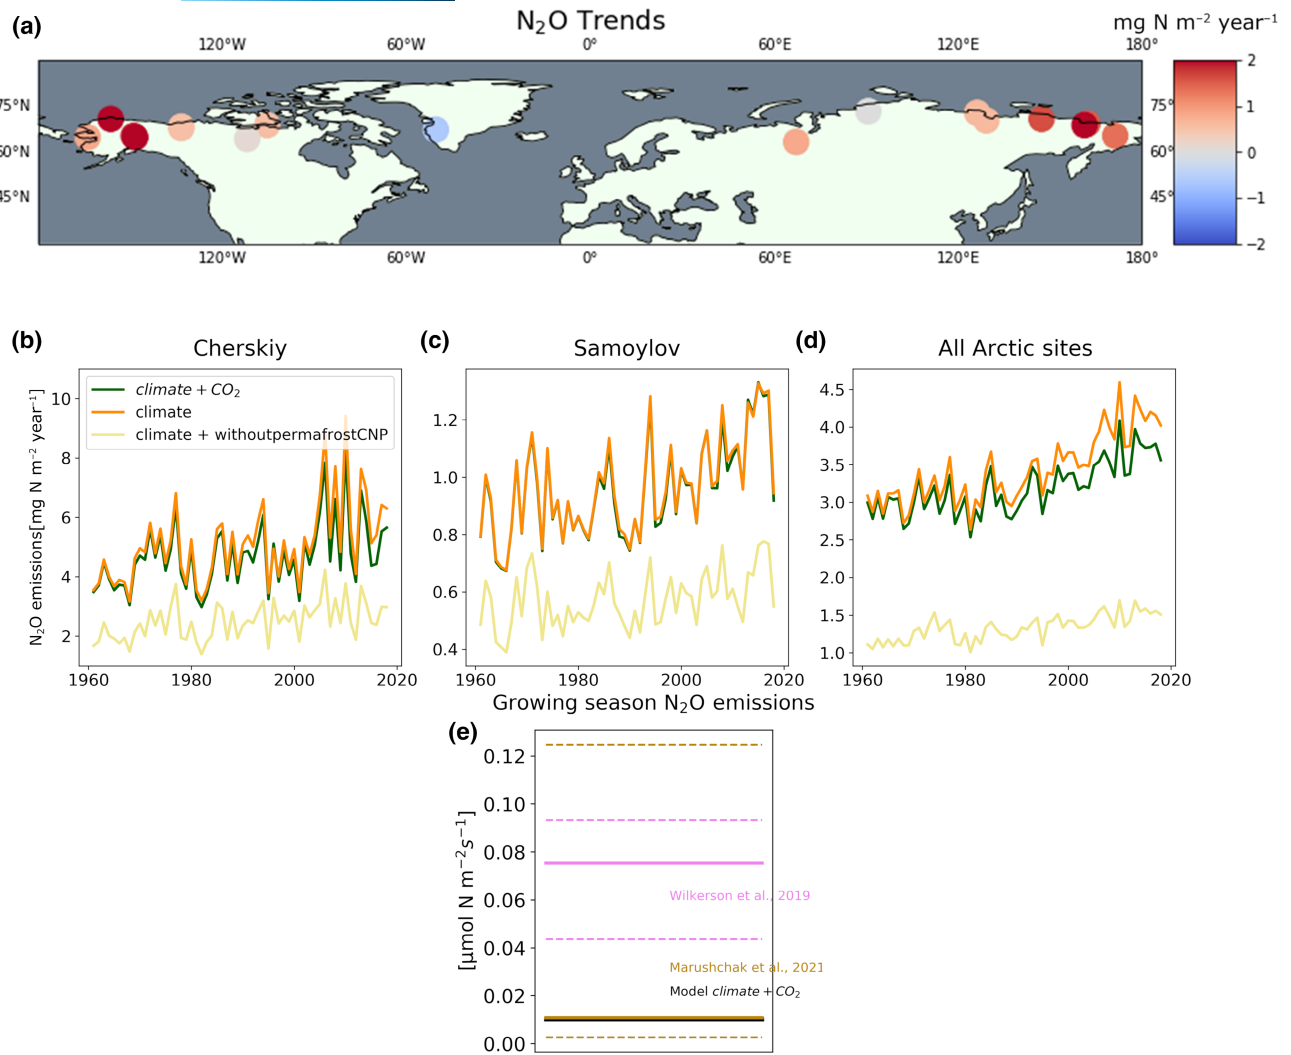 (a)
N₂O Trends
mg N m⁻² year⁻¹
120°W 60°W 0° 60°E 120°E 180°
75°N 75° 2
1
60°N 60° 0
45°N 45° −1
−2
120°W 60°W 0° 60°E 120°E 180°
(b) (c) (d)
Cherskiy Samoylov All Arctic sites
N₂O emissions[mg N m⁻² year⁻¹]
10
8
6
4
2
climate + CO₂
climate
climate + withoutpermafrostCNP
1960 1980 2000 2020
1.2
1.0
0.8
0.6
0.4
1960 1980 2000 2020
4.5
4.0
3.5
3.0
2.5
2.0
1.5
1.0
1960 1980 2000 2020
Growing season N₂O emissions
(e)
[µmol N m⁻²s⁻¹]
0.12
0.10
0.08
0.06
0.04
0.02
0.00
Wilkerson et al., 2019
Marushchak et al., 2021
Model climate + CO₂